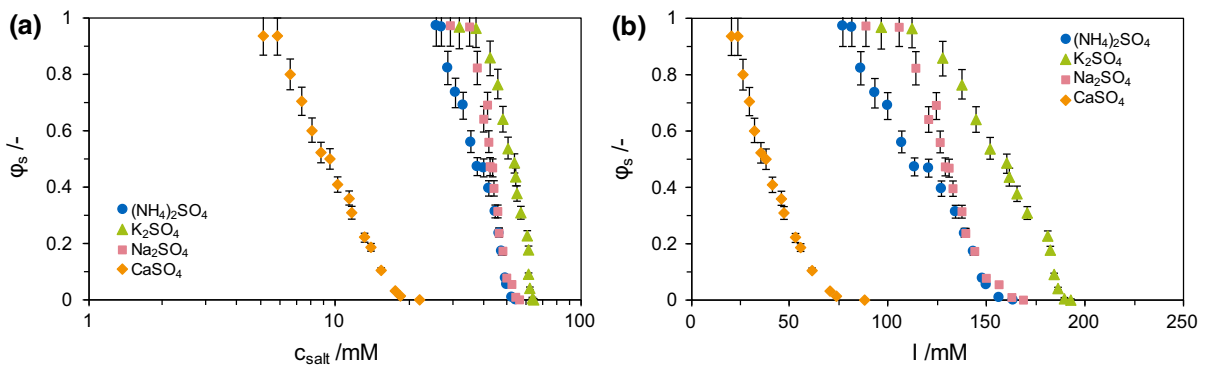 (a)
1
0.8
0.6
0.4
0.2
0
φₛ /-
(NH₄)₂SO₄
K₂SO₄
Na₂SO₄
CaSO₄
1
10
100
cₛₐₗₜ /mM
(b)
1
0.8
0.6
0.4
0.2
0
φₛ /-
(NH₄)₂SO₄
K₂SO₄
Na₂SO₄
CaSO₄
0
50
100
150
200
250
I /mM